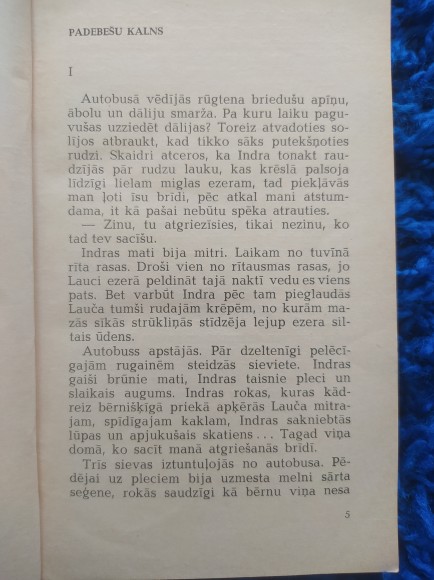 PADEBEŠU KALNS
I
Autobusā vēdījās rūgtena briedušu apīņu,
ābolu un dāliju smarža. Pa kuru laiku pagu-
vušas uzziedēt dālijas? Toreiz atvadoties so-
lījos atbraukt, kad tikko sāks putekšņoties
rudzi. Skaidri atceros, ka Indra tonakt rau-
dzījās pār rudzu lauku, kas krēslā palsoja
līdzīgi lielam miglas ezeram, tad piekļāvās
man ļoti īsu brīdi, pēc atkal mani atstum-
dama, it kā pašai nebūtu spēka atrauties.
— Zinu, tu atgriezīsies, tikai nezinu, ko
tad tev sacīšu.
Indras mati bija mitri. Laikam no tuvīnā
rīta rasas. Droši vien no rītausmas rasas, jo
Lauci ezerā peldināt tajā naktī vedu es viens
pats. Bet varbūt Indra pēc tam pieglaudās
Lauča tumši rudajām krēpēm, no kurām ma-
zās sīkās strūkliņās stīdzēja lejup ezera sil-
tais ūdens.
Autobuss apstājās. Pār dzeltenīgi pelēcī-
gajām rugainēm steidzās sieviete. Indras
gaiši brūnie mati, Indras taisnie pleci un
slaikais augums. Indras rokas, kuras kād-
reiz bērnišķīgā priekā apķērās Lauča mitra-
jam, spīdīgajam kaklam, Indras sakniebtās
lūpas un apjukušais skatiens ... Tagad viņa
domā, ko sacīt manā atgriešanās brīdī.
Trīs sievas iztuntuļojās no autobusa. Pē-
dējai uz pleciem bija uzmesta melni sārta
seģene, rokās saudzīgi kā bērnu viņa nesa
5